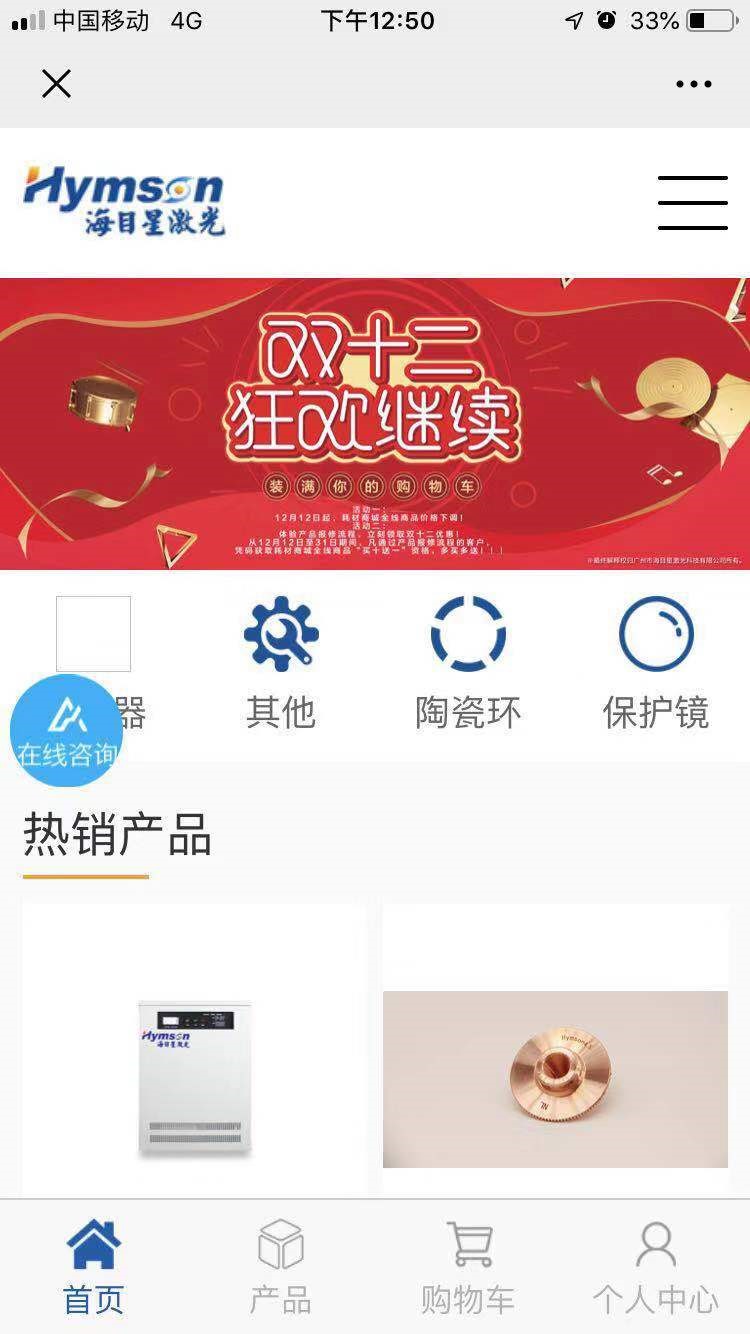 中国移动 4G 下午12:50 33%
Hymson
海目星激光
双十二
狂欢继续
装满你的购物车
活动一：
12月12日起，耗材商城全线商品价格下调！
活动二：
体验产品报修流程，立刻领取双十二优惠！
从12月12日至31日期间，凡通过产品报修流程的客户，
凭码获取耗材商城全线商品“买十送一”资格，多买多送！！！
※最终解释权归广州市海目星激光科技有限公司所有。
器 其他 陶瓷环 保护镜
在线咨询
热销产品
Hymson
海目星激光
Hymson
NL
首页 产品 购物车 个人中心